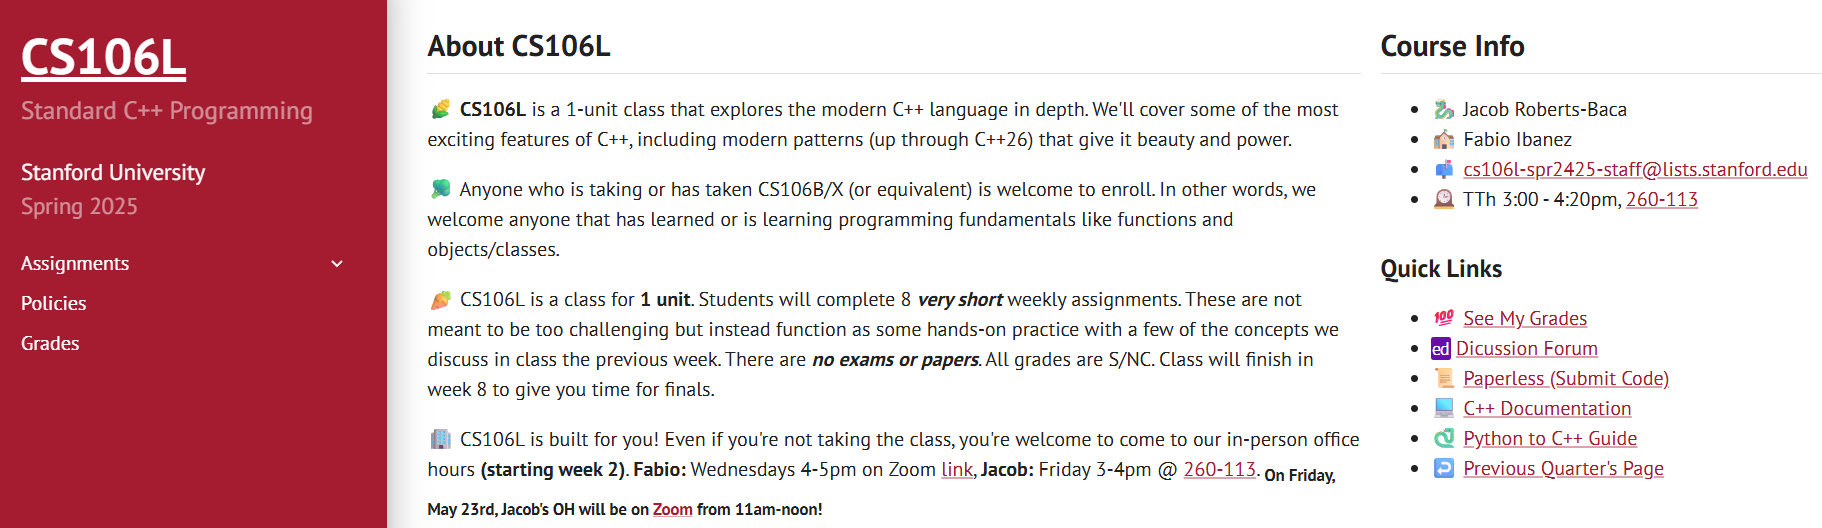 CS106L
Standard C++ Programming
Stanford University
Spring 2025
Assignments
Policies
Grades
About CS106L
CS106L is a 1-unit class that explores the modern C++ language in depth. We'll cover some of the most
exciting features of C++, including modern patterns (up through C++26) that give it beauty and power.
Anyone who is taking or has taken CS106B/X (or equivalent) is welcome to enroll. In other words, we
welcome anyone that has learned or is learning programming fundamentals like functions and
objects/classes.
CS106L is a class for 1 unit. Students will complete 8 very short weekly assignments. These are not
meant to be too challenging but instead function as some hands-on practice with a few of the concepts we
discuss in class the previous week. There are no exams or papers. All grades are S/NC. Class will finish in
week 8 to give you time for finals.
CS106L is built for you! Even if you're not taking the class, you're welcome to come to our in-person office
hours (starting week 2). Fabio: Wednesdays 4-5pm on Zoom link, Jacob: Friday 3-4pm @ 260-113. On Friday,
May 23rd, Jacob's OH will be on Zoom from 11am-noon!
Course Info
Jacob Roberts-Baca
Fabio Ibanez
cs106l-spr2425-staff@lists.stanford.edu
TTh 3:00 - 4:20pm, 260-113
Quick Links
100 See My Grades
ed Dicussion Forum
Paperless (Submit Code)
C++ Documentation
Python to C++ Guide
Previous Quarter's Page